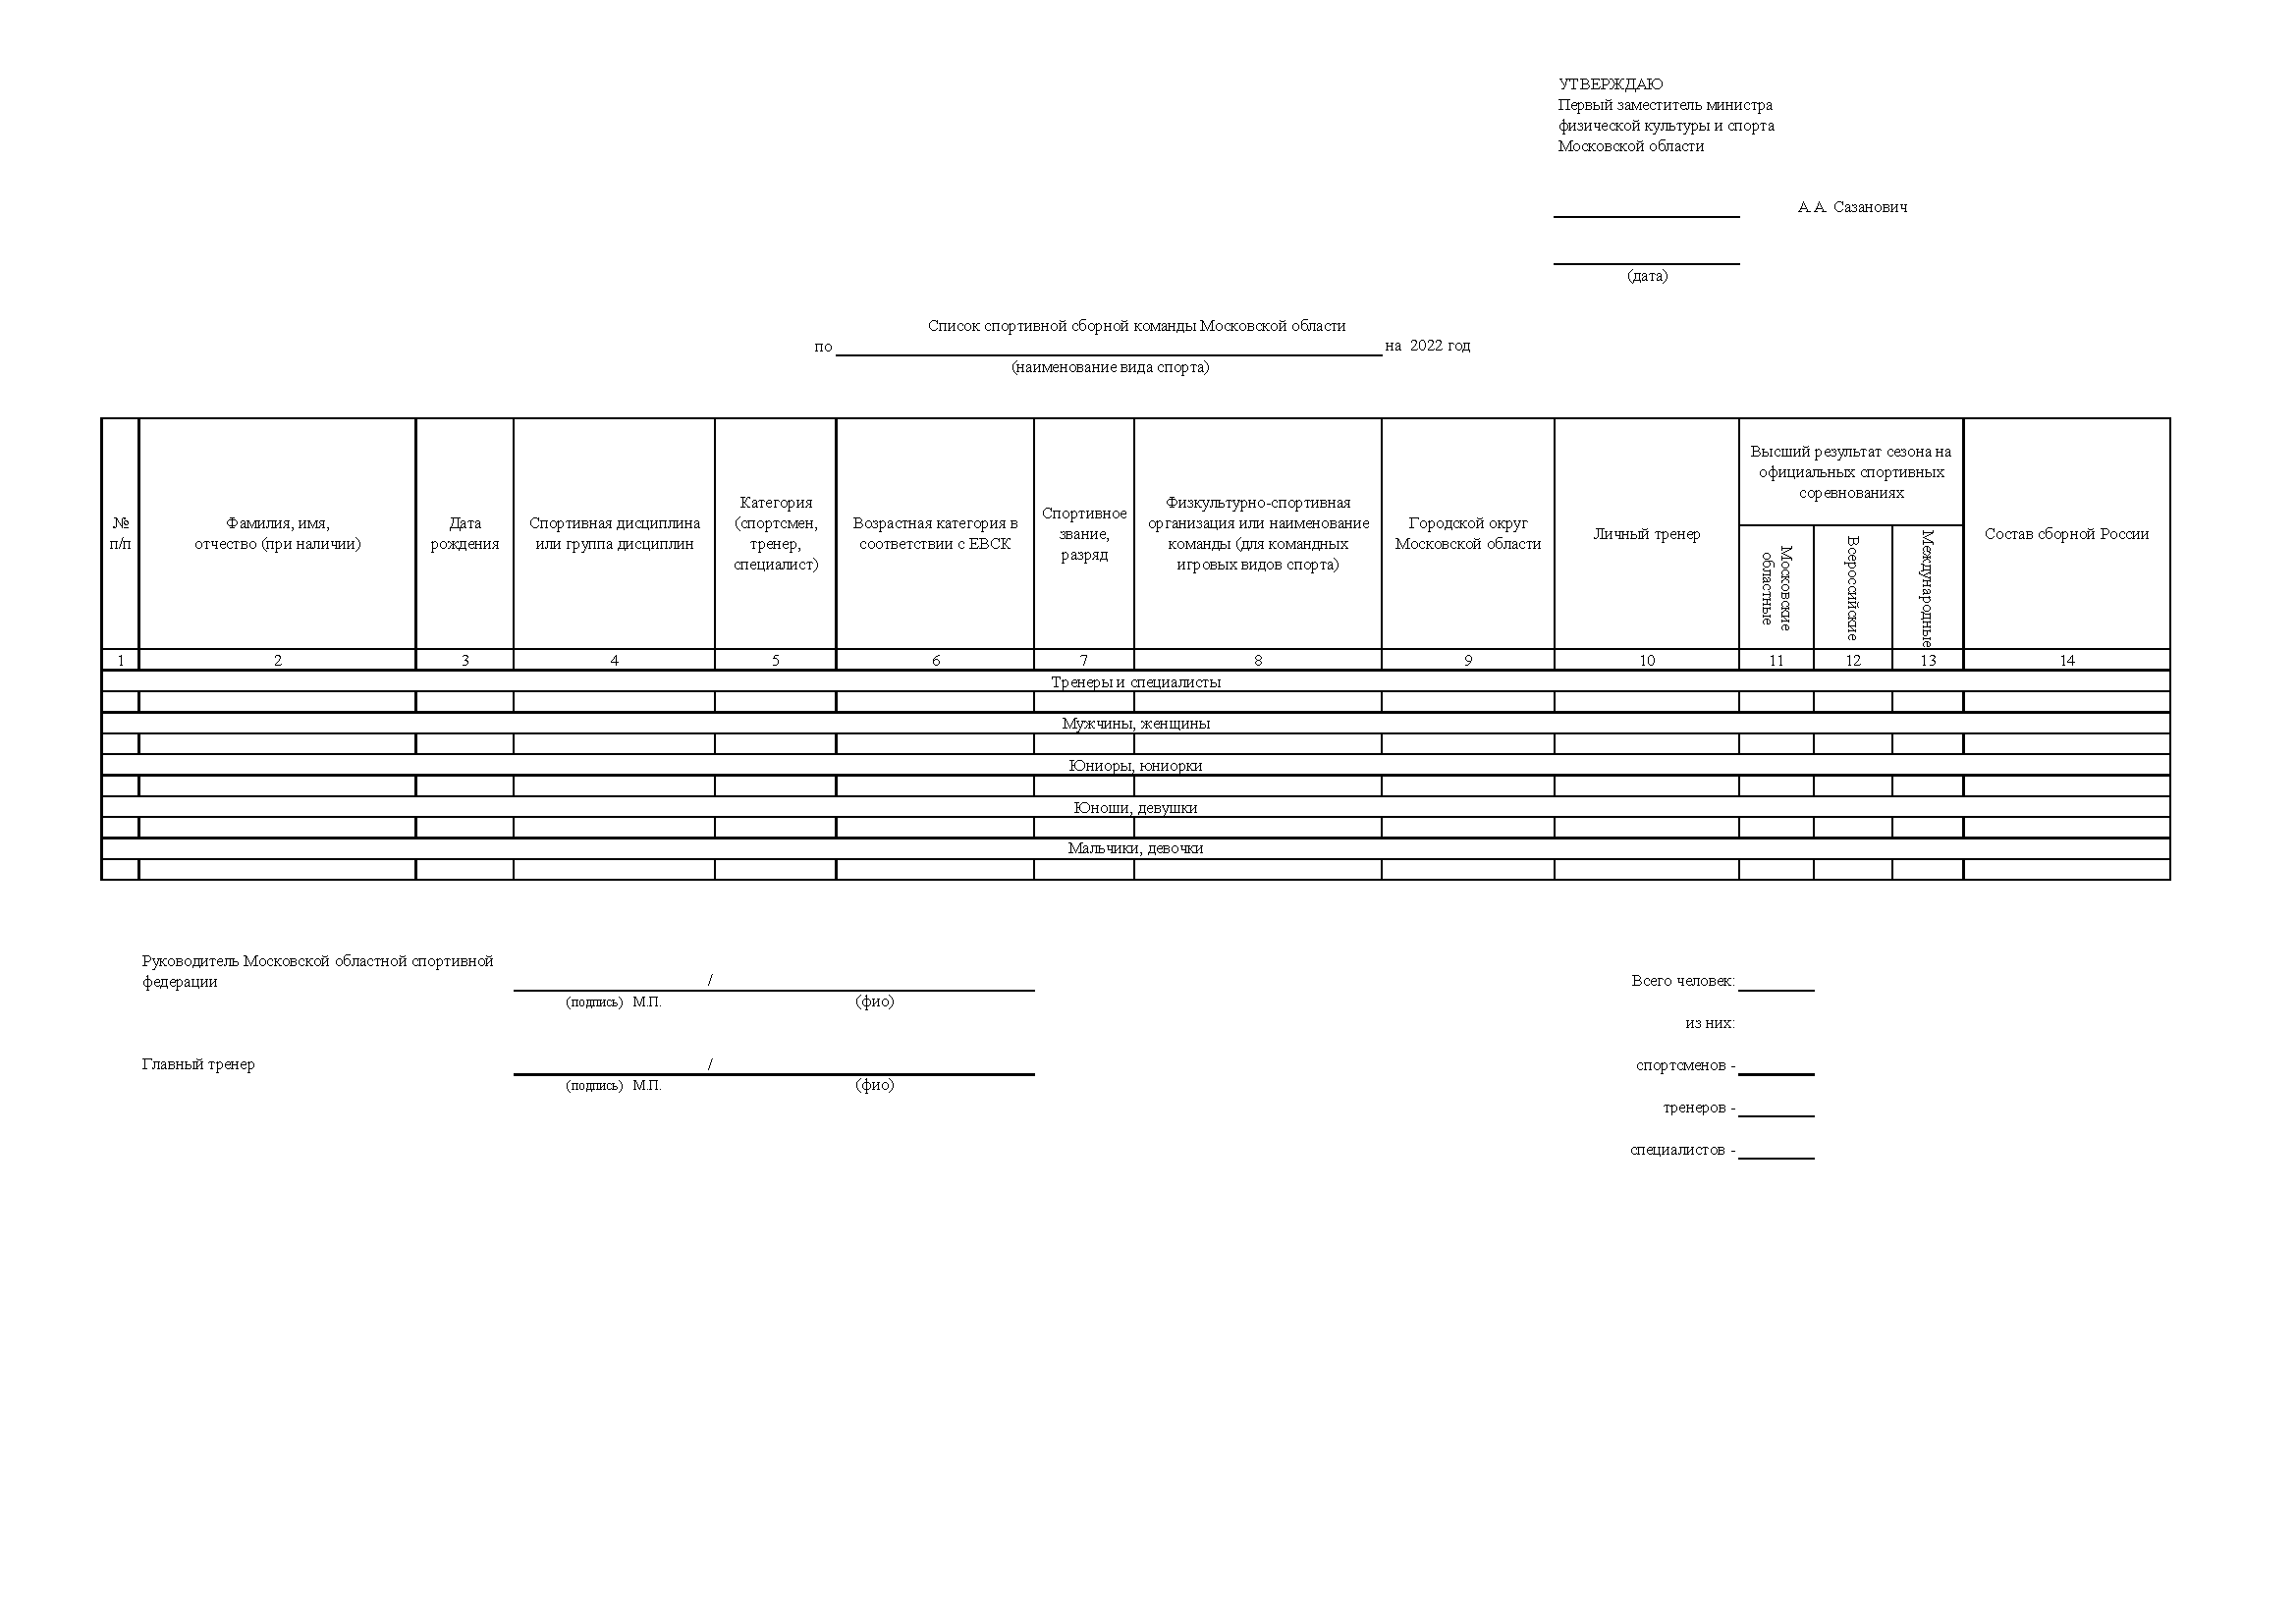 УТВЕРЖДАЮ
Первый заместитель министра
физической культуры и спорта
Московской области
А.А. Сазанович
(дата)
Список спортивной сборной команды Московской области
по
на 2022 год
(наименование вида спорта)
№
п/п
Фамилия, имя,
отчество (при наличии)
Дата
рождения
Спортивная дисциплина
или группа дисциплин
Категория
(спортсмен,
тренер,
специалист)
Возрастная категория в
соответствии с ЕВСК
Спортивное
звание,
разряд
Физкультурно-спортивная
организация или наименование
команды (для командных
игровых видов спорта)
Городской округ
Московской области
Личный тренер
Высший результат сезона на
официальных спортивных
соревнованиях
Московские
областные
Всероссийские
Международные
Состав сборной России
1 2 3 4 5 6 7 8 9 10 11 12 13 14
Тренеры и специалисты
Мужчины, женщины
Юниоры, юниорки
Юноши, девушки
Мальчики, девочки
Руководитель Московской областной спортивной
федерации
/
(подпись) М.П. (фио)
Главный тренер /
(подпись) М.П. (фио)
Всего человек:
из них:
спортсменов -
тренеров -
специалистов -